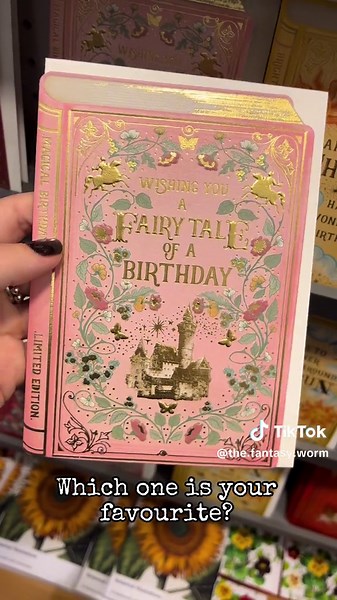 WISHING YOU
A
FAIRY TALE
OF A
BIRTHDAY
LIMITED EDITION
TikTok
@the.fantasy.worm
Which one is your
favourite?